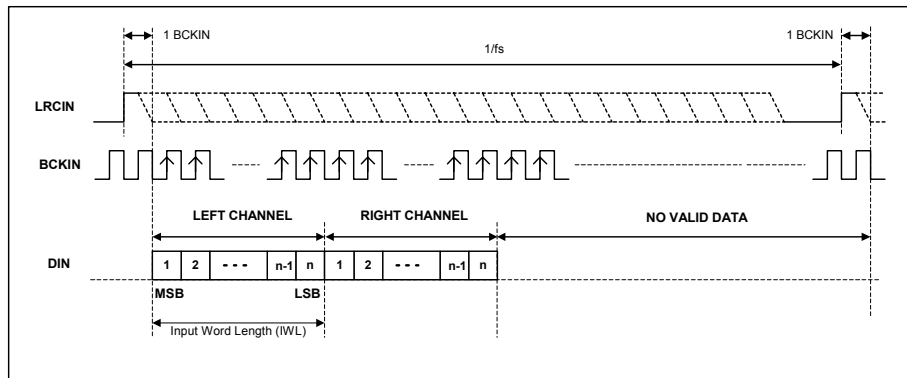 1 BCKIN
1 BCKIN
1/fs
LRCIN
BCKIN
LEFT CHANNEL
RIGHT CHANNEL
NO VALID DATA
DIN
1 2 - - - n-1 n 1 2 - - - n-1 n
MSB
LSB
Input Word Length (IWL)